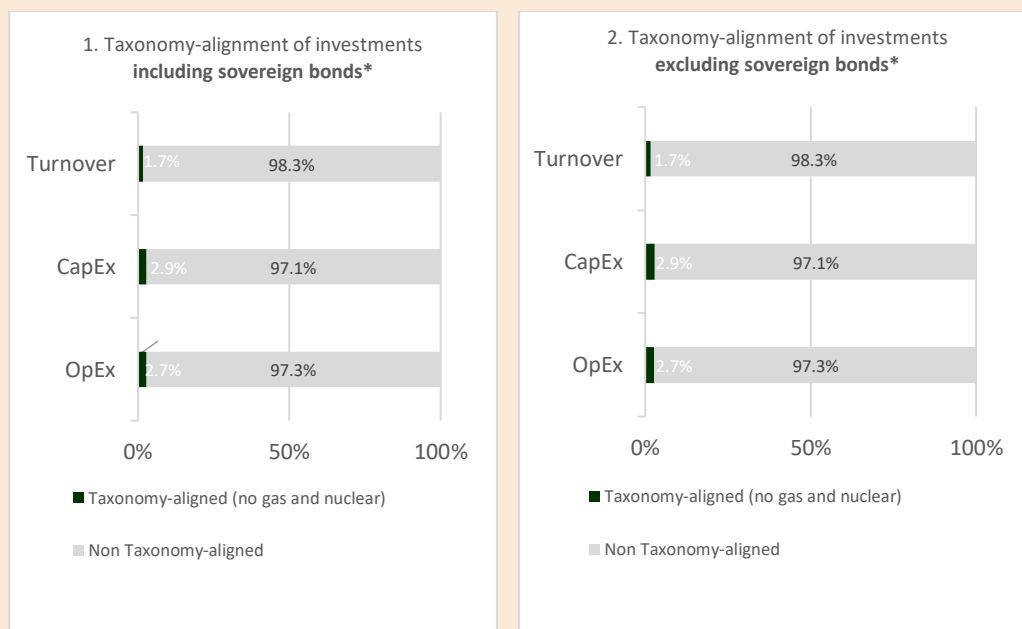 1. Taxonomy-alignment of investments
including sovereign bonds*
Turnover 1.7% 98.3%
CapEx 2.9% 97.1%
OpEx 2.7% 97.3%
0% 50% 100%
Taxonomy-aligned (no gas and nuclear)
Non Taxonomy-aligned
2. Taxonomy-alignment of investments
excluding sovereign bonds*
Turnover 1.7% 98.3%
CapEx 2.9% 97.1%
OpEx 2.7% 97.3%
0% 50% 100%
Taxonomy-aligned (no gas and nuclear)
Non Taxonomy-aligned